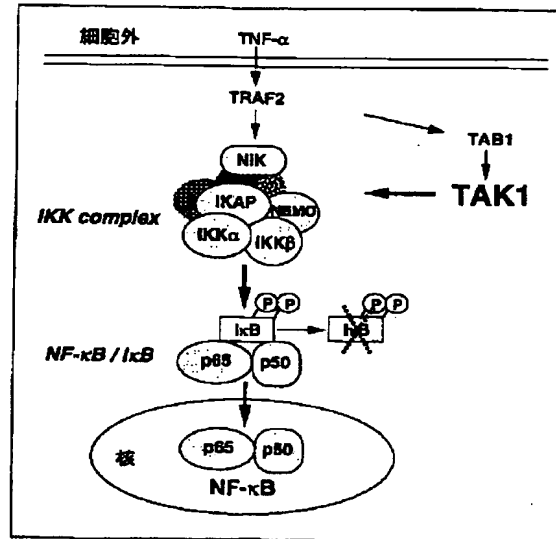 細胞外
TNF-α
TRAF2
TAB1
NIK
TAK1
IKAP
NEMO
IKK complex
IKKα
IKKβ
P P
P P
IκB
IκB
NF-κB / IκB
p65
p50
核
p65
p50
NF-κB